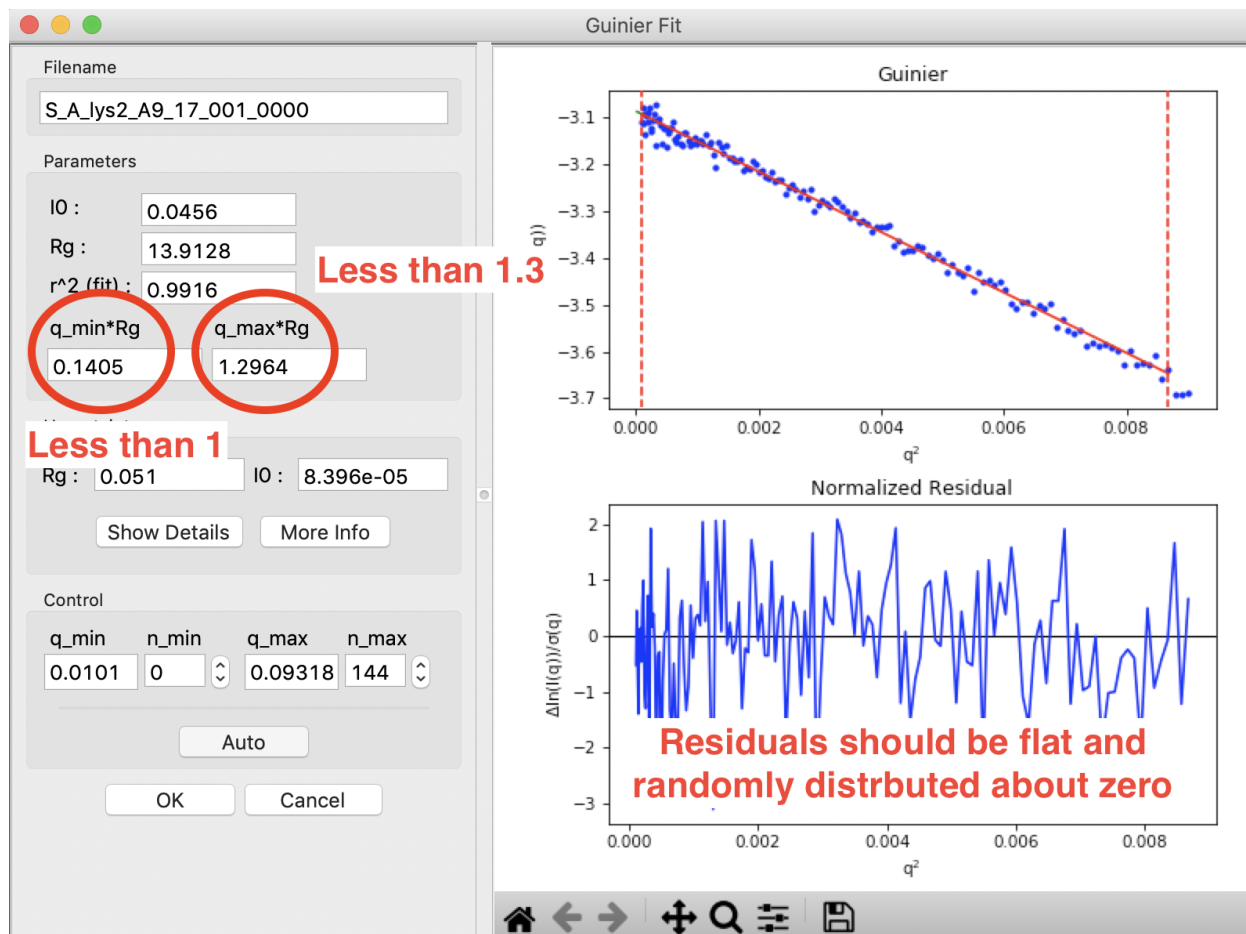 Guinier Fit
Filename
S_A_lys2_A9_17_001_0000
Parameters
I0 :
0.0456
Rg :
13.9128
r^2 (fit) :
0.9916
Less than 1.3
q_min*Rg
q_max*Rg
0.1405
1.2964
Less than 1
Rg :
0.051
I0 :
8.396e-05
Show Details
More Info
Control
q_min
n_min
q_max
n_max
0.0101
0
0.09318
144
Auto
OK
Cancel
Guinier
−3.1
−3.2
−3.3
−3.4
−3.5
−3.6
−3.7
q))
0.000
0.002
0.004
0.006
0.008
q²
Normalized Residual
2
1
0
−1
−2
−3
Δln(I(q))/σ(q)
Residuals should be flat and
randomly distrbuted about zero
0.000
0.002
0.004
0.006
0.008
q²